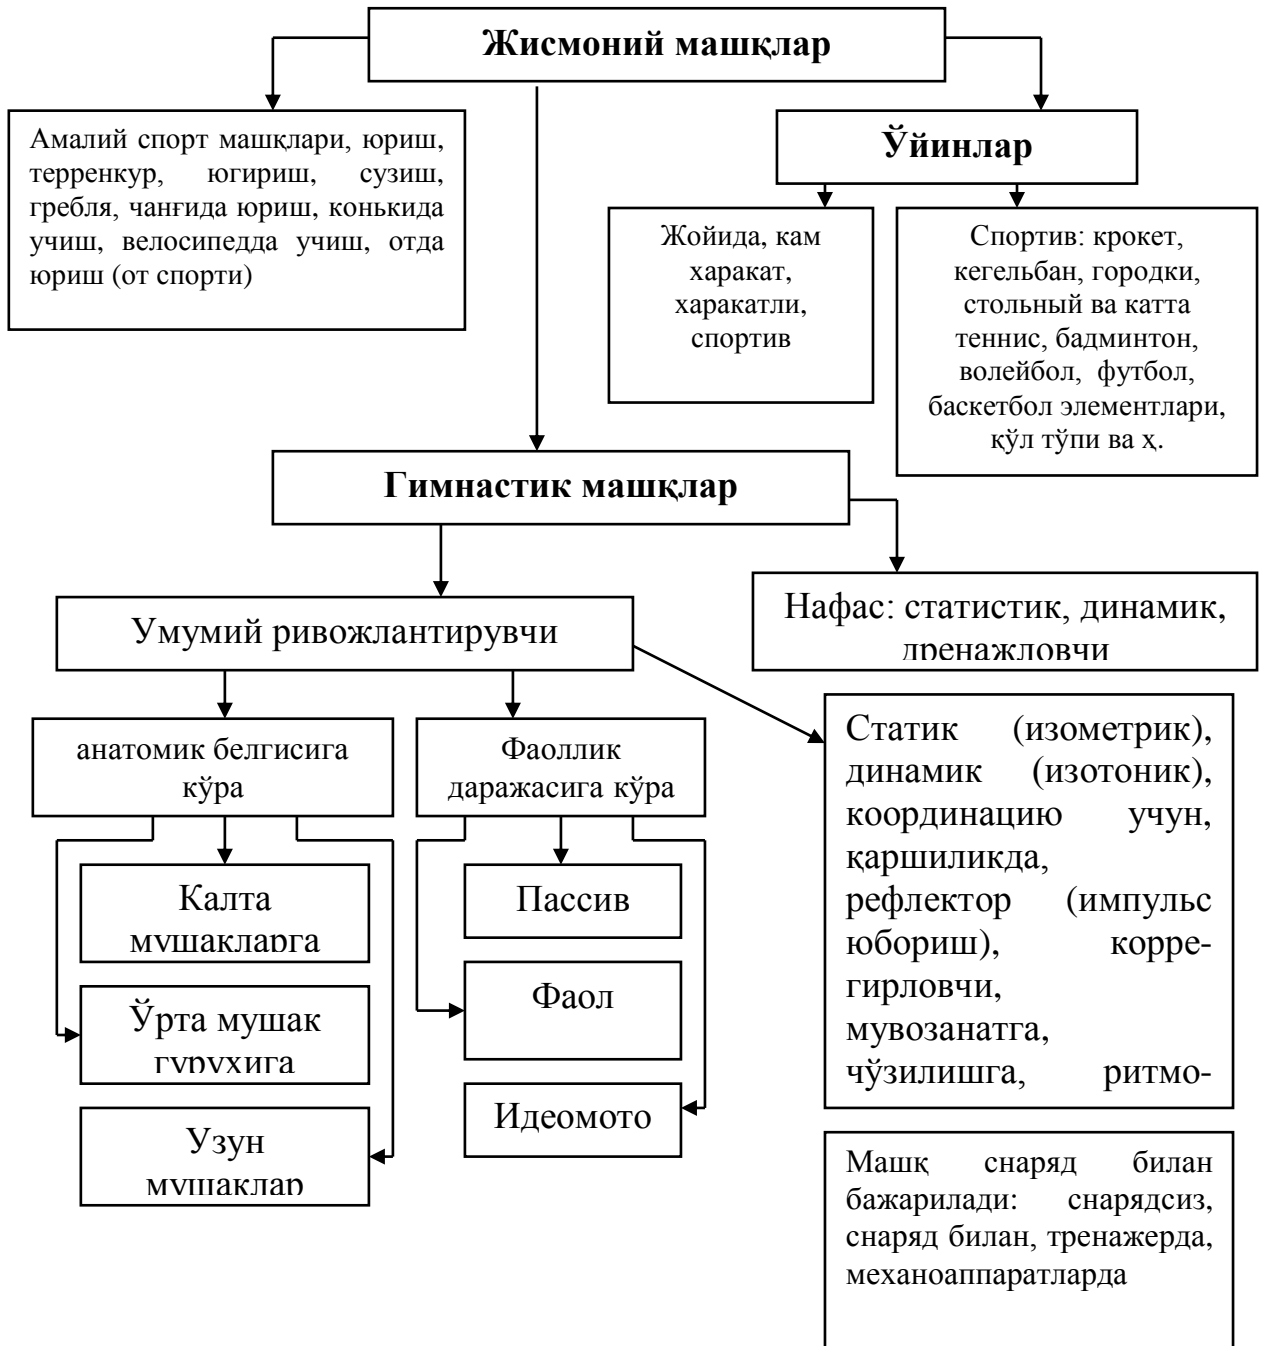 Жисмоний машқлар
Амалий спорт машқлари, юриш,
терренкур, югириш, сузиш,
гребля, чанғида юриш, конькида
учиш, велосипедда учиш, отда
юриш (от спорти)
Ўйинлар
Жойида, кам
харакат,
харакатли,
спортив
Спортив: крокет,
кегельбан, городки,
стольный ва катта
теннис, бадминтон,
волейбол, футбол,
баскетбол элементлари,
қўл тўпи ва ҳ.
Гимнастик машқлар
Нафас: статистик, динамик,
дренажловчи
Умумий ривожлантирувчи
анатомик белгисига
кўра
Фаоллик
даражасига кўра
Статик (изометрик),
динамик (изотоник),
координацию учун,
қаршиликда,
рефлектор (импульс
юбориш), корре-
гирловчи,
мувозанатга,
чўзилишга, ритмо-
Калта
мушакларга
Ўрта мушак
гурухига
Узун
мушаклар
Пассив
Фаол
Идеомото
Машқ снаряд билан
бажарилади: снарядсиз,
снаряд билан, тренажерда,
механоаппаратларда